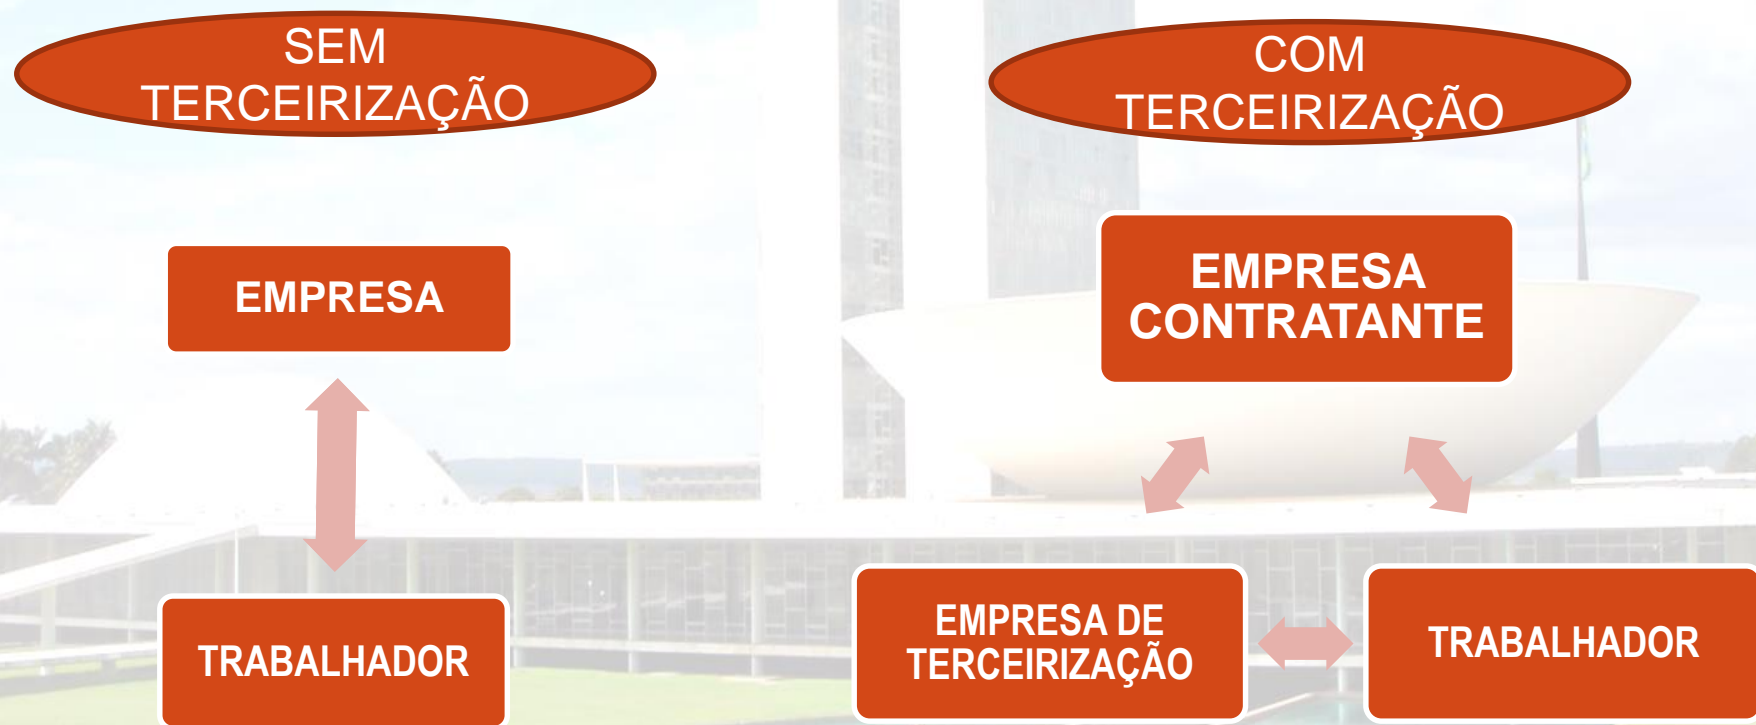 SEM
TERCEIRIZAÇÃO
EMPRESA
TRABALHADOR
COM
TERCEIRIZAÇÃO
EMPRESA
CONTRATANTE
EMPRESA DE
TERCEIRIZAÇÃO
TRABALHADOR